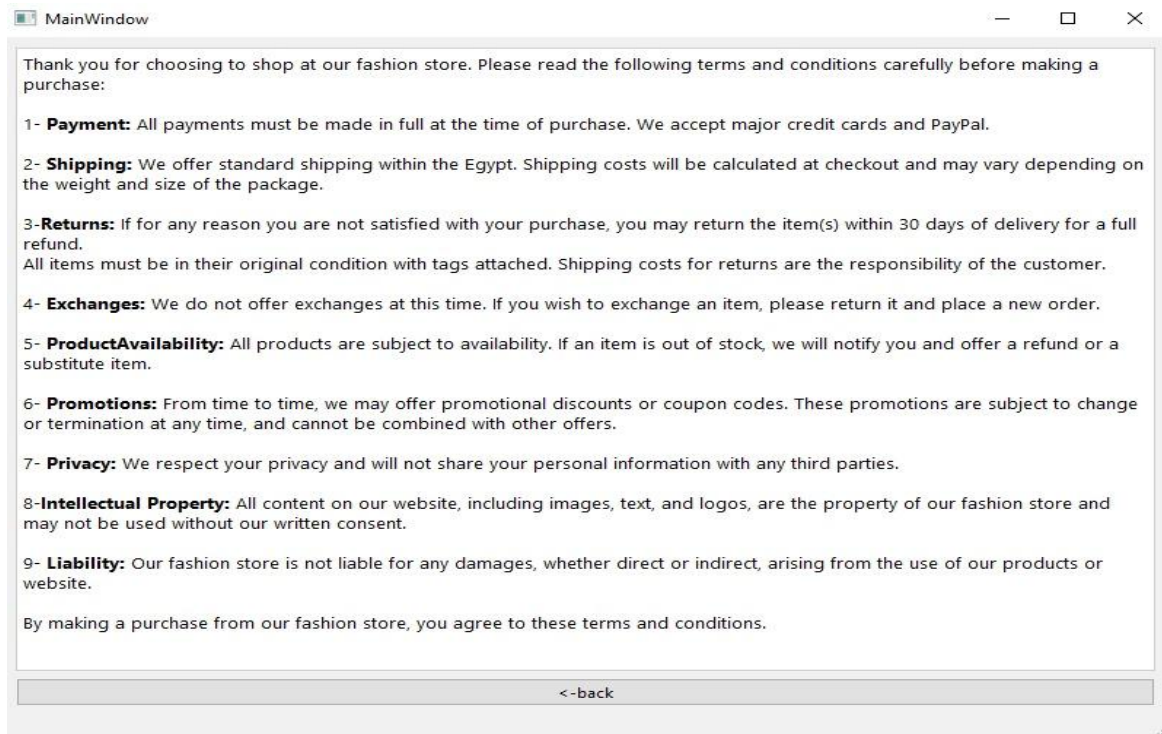 MainWindow
Thank you for choosing to shop at our fashion store. Please read the following terms and conditions carefully before making a
purchase:
1- Payment: All payments must be made in full at the time of purchase. We accept major credit cards and PayPal.
2- Shipping: We offer standard shipping within the Egypt. Shipping costs will be calculated at checkout and may vary depending on
the weight and size of the package.
3-Returns: If for any reason you are not satisfied with your purchase, you may return the item(s) within 30 days of delivery for a full
refund.
All items must be in their original condition with tags attached. Shipping costs for returns are the responsibility of the customer.
4- Exchanges: We do not offer exchanges at this time. If you wish to exchange an item, please return it and place a new order.
5- ProductAvailability: All products are subject to availability. If an item is out of stock, we will notify you and offer a refund or a
substitute item.
6- Promotions: From time to time, we may offer promotional discounts or coupon codes. These promotions are subject to change
or termination at any time, and cannot be combined with other offers.
7- Privacy: We respect your privacy and will not share your personal information with any third parties.
8-Intellectual Property: All content on our website, including images, text, and logos, are the property of our fashion store and
may not be used without our written consent.
9- Liability: Our fashion store is not liable for any damages, whether direct or indirect, arising from the use of our products or
website.
By making a purchase from our fashion store, you agree to these terms and conditions.
<-back